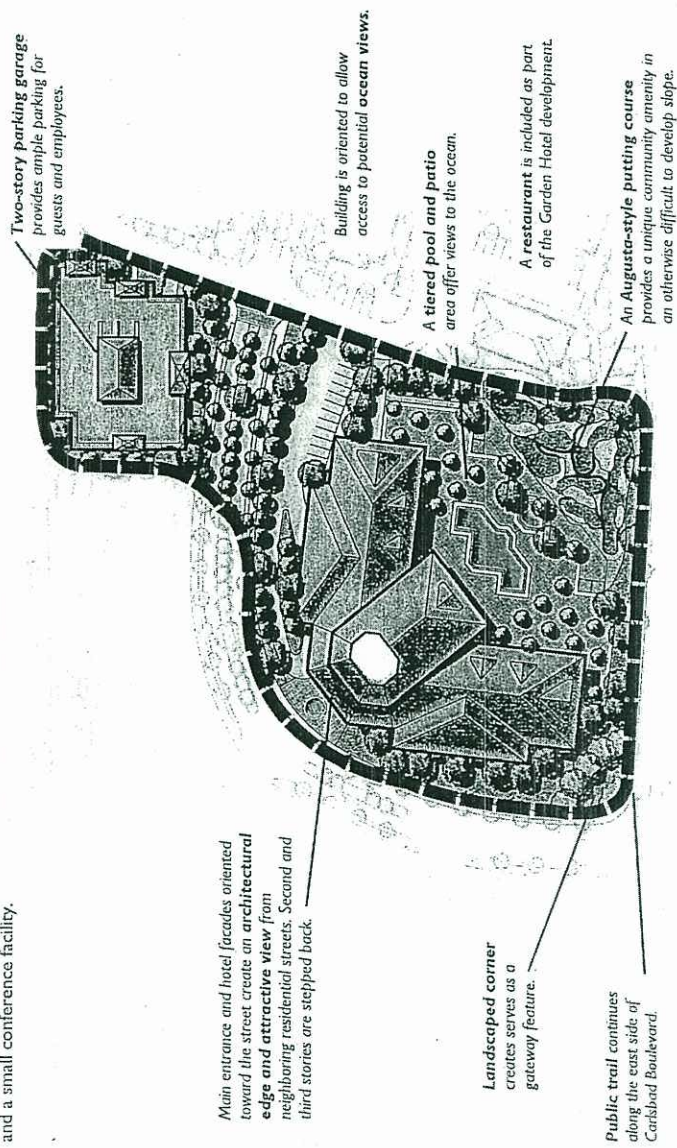 and a small conference facility.
Two-story parking garage
provides ample parking for
guests and employees.
Building is oriented to allow
access to potential ocean views.
A tiered pool and patio
area offer views to the ocean.
A restaurant is included as part
of the Garden Hotel development.
An Augusta-style putting course
provides a unique community amenity in
an otherwise difficult to develop slope.
Main entrance and hotel facades oriented
toward the street create an architectural
edge and attractive view from
neighboring residential streets. Second and
third stories are stepped back.
Landscaped corner
creates serves as a
gateway feature.
Public trail continues
along the east side of
Carlsbad Boulevard.